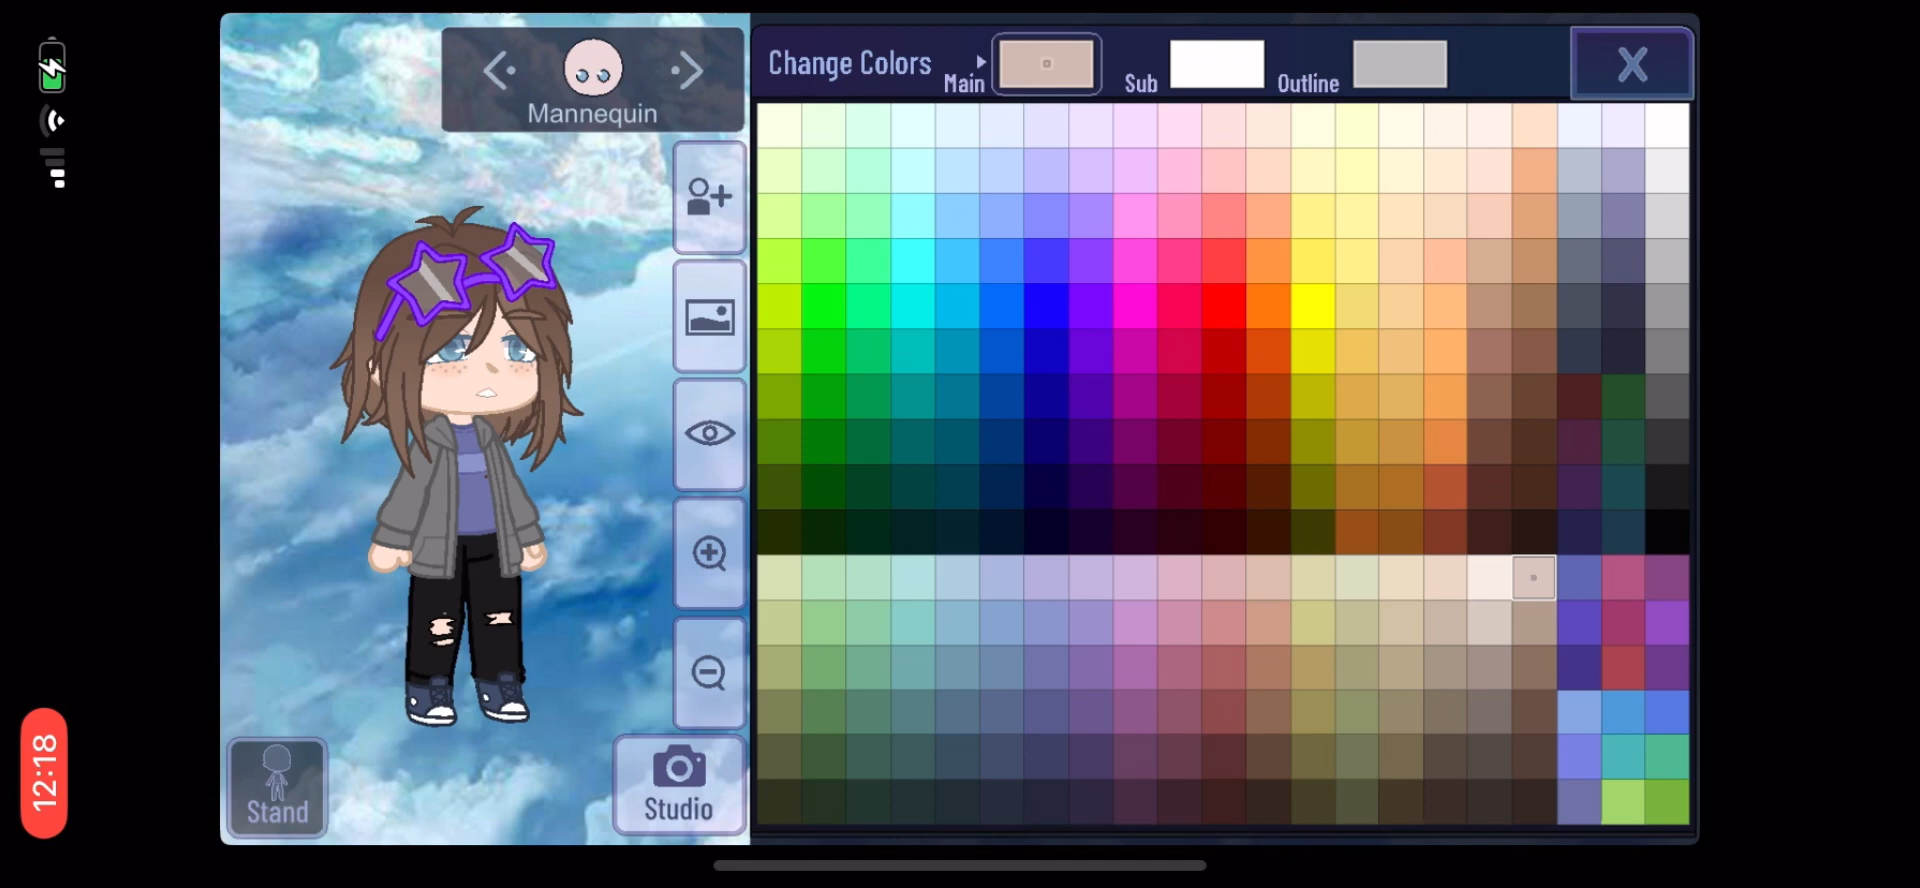 Mannequin
Change Colors
Main
Sub
Outline
X
Stand
Studio
12:18